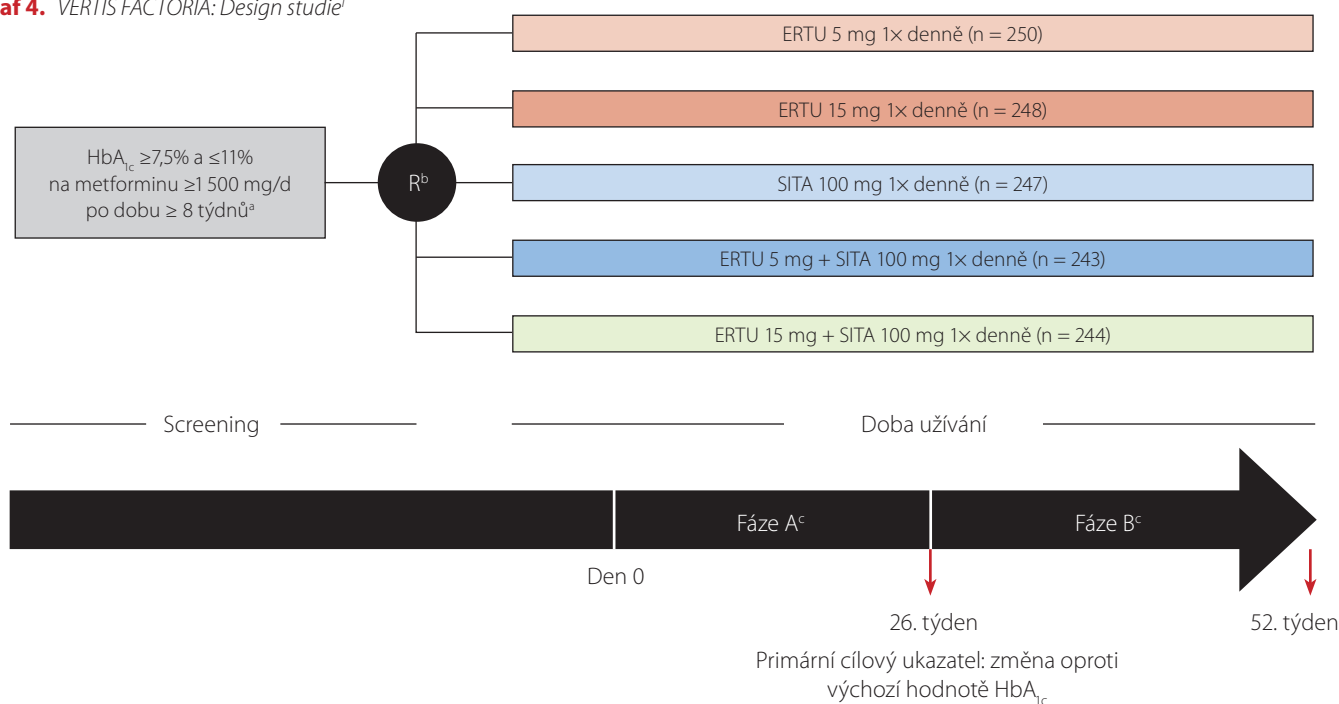 af 4. VERTIS FACTORIA: Design studie
ERTU 5 mg 1× denně (n = 250)
ERTU 15 mg 1× denně (n = 248)
HbA1c ≥7,5% a ≤11%
na metforminu ≥1 500 mg/d
po dobu ≥ 8 týdnůᵃ
Rᵇ
SITA 100 mg 1× denně (n = 247)
ERTU 5 mg + SITA 100 mg 1× denně (n = 243)
ERTU 15 mg + SITA 100 mg 1× denně (n = 244)
Screening
Doba užívání
Fáze Aᶜ
Fáze Bᶜ
Den 0
26. týden
52. týden
Primární cílový ukazatel: změna oproti
výchozí hodnotě HbA1c